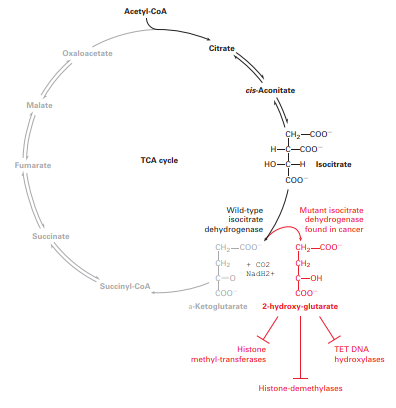 Acetyl-CoA
Citrate
Oxaloacetate
cis-Aconitate
Malate
CH2—COO−
H—C—COO−
HO—C—H Isocitrate
COO−
TCA cycle
Fumarate
Wild-type
isocitrate
dehydrogenase
Mutant isocitrate
dehydrogenase
found in cancer
Succinate
CH2—COO−
CH2
C—O
COO−
+ CO2
NadH2+
CH2—COO−
CH2
C—OH
COO−
Succinyl-CoA
a-Ketoglutarate
2-hydroxy-glutarate
Histone
methyl-transferases
TET DNA
hydroxylases
Histone-demethylases